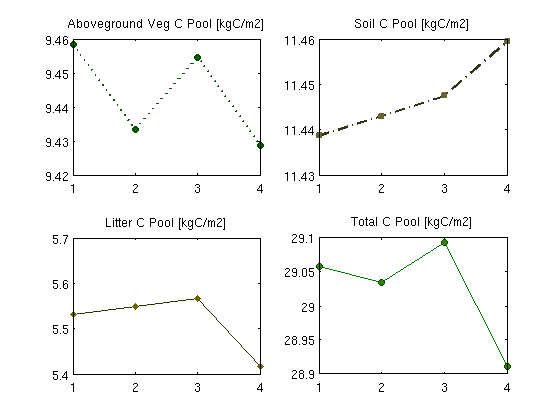 Aboveground Veg C Pool [kgC/m2]
9.46
9.45
9.44
9.43
9.42
1 2 3 4
Soil C Pool [kgC/m2]
11.46
11.46
11.44
11.43
1 2 3 4
Litter C Pool [kgC/m2]
5.7
5.6
5.5
5.4
1 2 3 4
Total C Pool [kgC/m2]
29.1
29.05
29
28.95
28.9
1 2 3 4